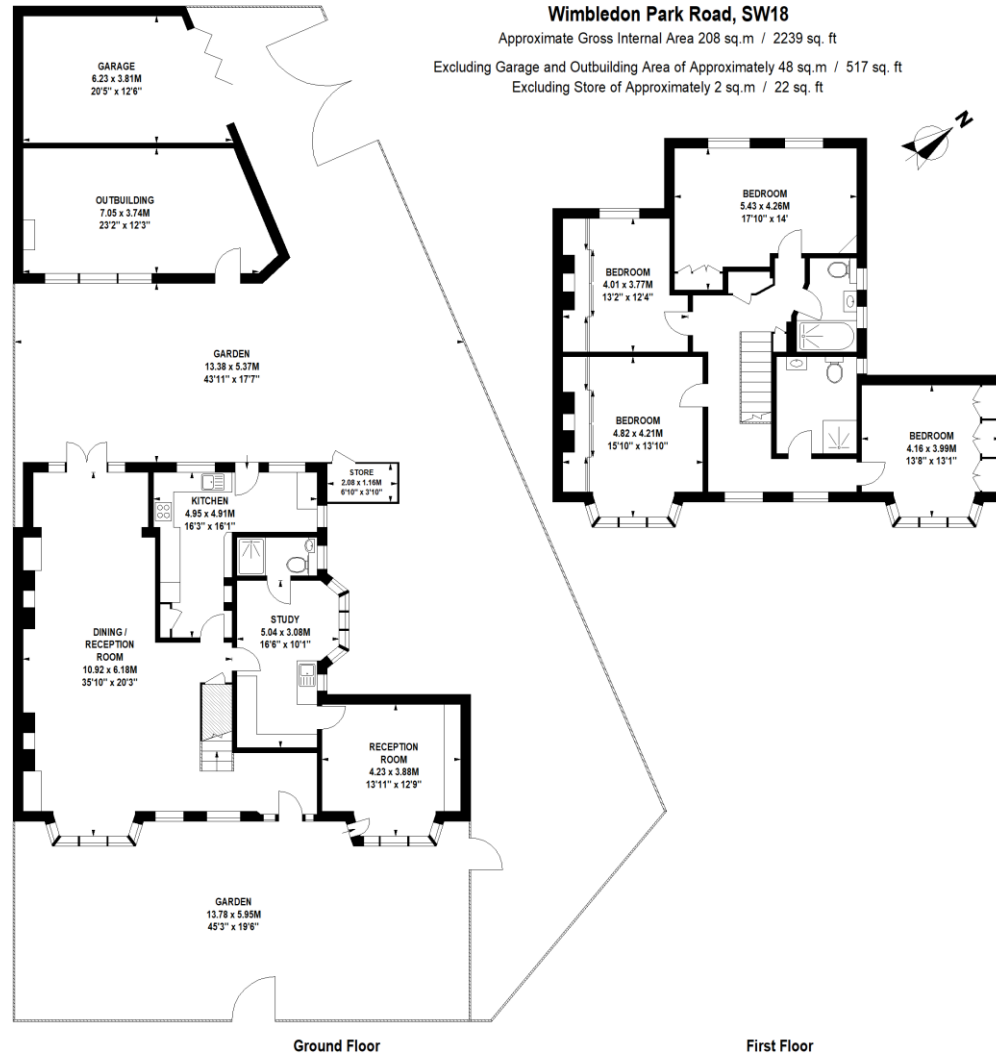 Wimbledon Park Road, SW18
Approximate Gross Internal Area 208 sq.m / 2239 sq. ft
Excluding Garage and Outbuilding Area of Approximately 48 sq.m / 517 sq. ft
Excluding Store of Approximately 2 sq.m / 22 sq. ft
N
GARAGE
6.23 x 3.81M
20'5" x 12'6"
OUTBUILDING
7.05 x 3.74M
23'2" x 12'3"
GARDEN
13.38 x 5.37M
43'11" x 17'7"
STORE
2.08 x 1.16M
6'10" x 3'10"
KITCHEN
4.95 x 4.91M
16'3" x 16'1"
STUDY
5.04 x 3.08M
16'6" x 10'1"
DINING /
RECEPTION
ROOM
10.92 x 6.18M
35'10" x 20'3"
RECEPTION
ROOM
4.23 x 3.88M
13'11" x 12'9"
GARDEN
13.78 x 5.95M
45'3" x 19'6"
Ground Floor
BEDROOM
5.43 x 4.26M
17'10" x 14'
BEDROOM
4.01 x 3.77M
13'2" x 12'4"
BEDROOM
4.82 x 4.21M
15'10" x 13'10"
BEDROOM
4.16 x 3.99M
13'8" x 13'1"
First Floor